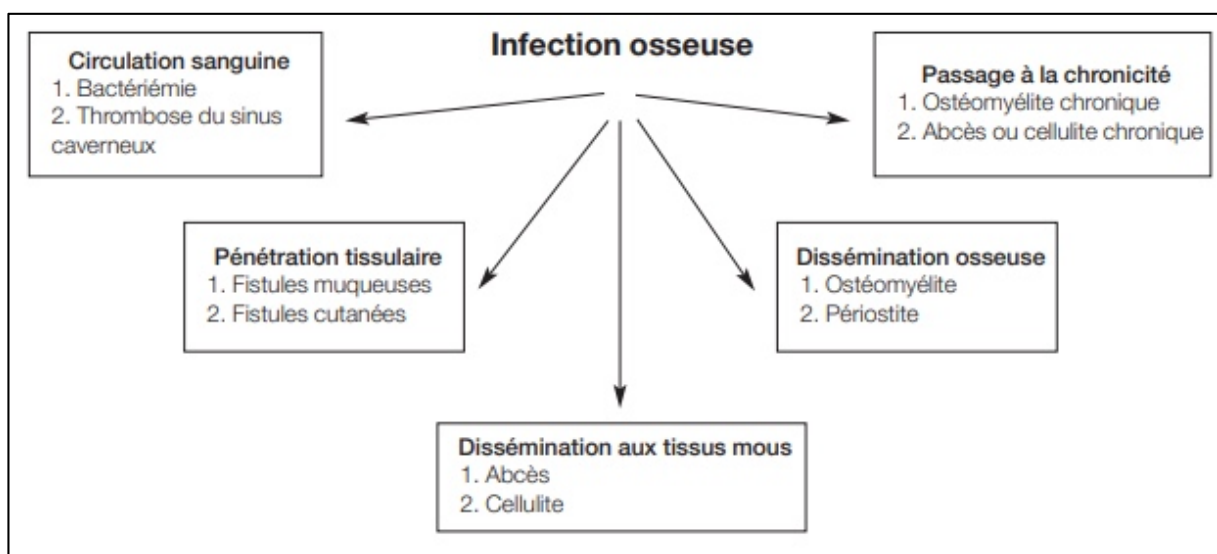 Infection osseuse
Circulation sanguine
1. Bactériémie
2. Thrombose du sinus
caverneux
Passage à la chronicité
1. Ostéomyélite chronique
2. Abcès ou cellulite chronique
Pénétration tissulaire
1. Fistules muqueuses
2. Fistules cutanées
Dissémination osseuse
1. Ostéomyélite
2. Périostite
Dissémination aux tissus mous
1. Abcès
2. Cellulite